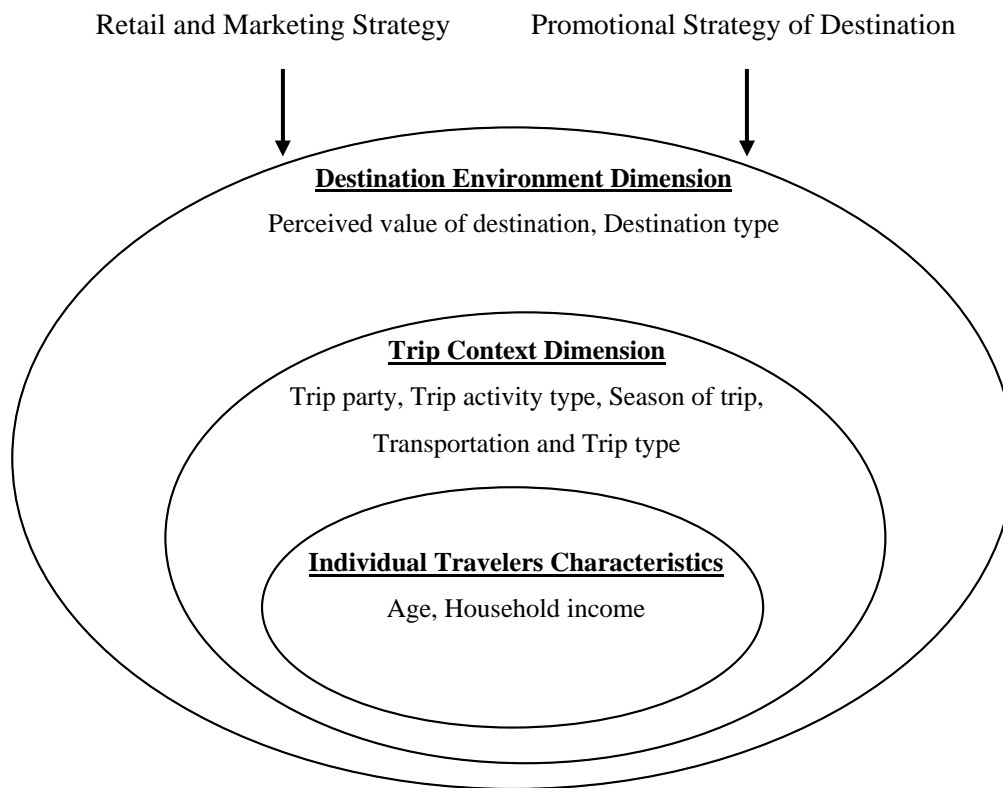 Retail and Marketing Strategy
Promotional Strategy of Destination
Destination Environment Dimension
Perceived value of destination, Destination type
Trip Context Dimension
Trip party, Trip activity type, Season of trip,
Transportation and Trip type
Individual Travelers Characteristics
Age, Household income